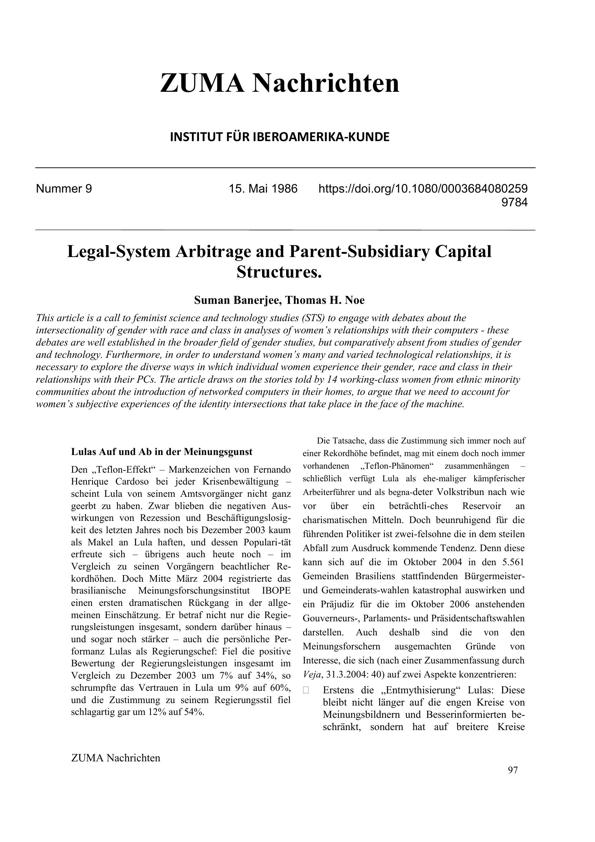 ZUMA Nachrichten
INSTITUT FÜR IBEROAMERIKA-KUNDE
Nummer 9 15. Mai 1986 https://doi.org/10.1080/0003684080259
9784
Legal-System Arbitrage and Parent-Subsidiary Capital
Structures.
Suman Banerjee, Thomas H. Noe
This article is a call to feminist science and technology studies (STS) to engage with debates about the
intersectionality of gender with race and class in analyses of women's relationships with their computers - these
debates are well established in the broader field of gender studies, but comparatively absent from studies of gender
and technology. Furthermore, in order to understand women's many and varied technological relationships, it is
necessary to explore the diverse ways in which individual women experience their gender, race and class in their
relationships with their PCs. The article draws on the stories told by 14 working-class women from ethnic minority
communities about the introduction of networked computers in their homes, to argue that we need to account for
women's subjective experiences of the identity intersections that take place in the face of the machine.
Lulas Auf und Ab in der Meinungsgunst
Den „Teflon-Effekt“ – Markenzeichen von Fernando
Henrique Cardoso bei jeder Krisenbewältigung –
scheint Lula von seinem Amtsvorgänger nicht ganz
geerbt zu haben. Zwar blieben die negativen Aus-
wirkungen von Rezession und Beschäftigungslosig-
keit des letzten Jahres noch bis Dezember 2003 kaum
als Makel an Lula haften, und dessen Populari-tät
erfreute sich – übrigens auch heute noch – im
Vergleich zu seinen Vorgängern beachtlicher Re-
kordhöhen. Doch Mitte März 2004 registrierte das
brasilianische Meinungsforschungsinstitut IBOPE
einen ersten dramatischen Rückgang in der allge-
meinen Einschätzung. Er betraf nicht nur die Regie-
rungsleistungen insgesamt, sondern darüber hinaus –
und sogar noch stärker – auch die persönliche Per-
formanz Lulas als Regierungschef: Fiel die positive
Bewertung der Regierungsleistungen insgesamt im
Vergleich zu Dezember 2003 um 7% auf 34%, so
schrumpfte das Vertrauen in Lula um 9% auf 60%,
und die Zustimmung zu seinem Regierungsstil fiel
schlagartig gar um 12% auf 54%.
Die Tatsache, dass die Zustimmung sich immer noch auf
einer Rekordhöhe befindet, mag mit einem doch noch immer
vorhandenen „Teflon-Phänomen“ zusammenhängen –
schließlich verfügt Lula als ehe-maliger kämpferischer
Arbeiterführer und als begna-deter Volkstribun nach wie
vor über ein beträchtli-ches Reservoir an
charismatischen Mitteln. Doch beunruhigend für die
führenden Politiker ist zwei-felsohne die in dem steilen
Abfall zum Ausdruck kommende Tendenz. Denn diese
kann sich auf die im Oktober 2004 in den 5.561
Gemeinden Brasiliens stattfindenden Bürgermeister-
und Gemeinderats-wahlen katastrophal auswirken und
ein Präjudiz für die im Oktober 2006 anstehenden
Gouverneurs-, Parlaments- und Präsidentschaftswahlen
darstellen. Auch deshalb sind die von den
Meinungsforschern ausgemachten Gründe von
Interesse, die sich (nach einer Zusammenfassung durch
Veja, 31.3.2004: 40) auf zwei Aspekte konzentrieren:
Erstens die „Entmythisierung“ Lulas: Diese
bleibt nicht länger auf die engen Kreise von
Meinungsbildnern und Besserinformierten be-
schränkt, sondern hat auf breitere Kreise
ZUMA Nachrichten
97